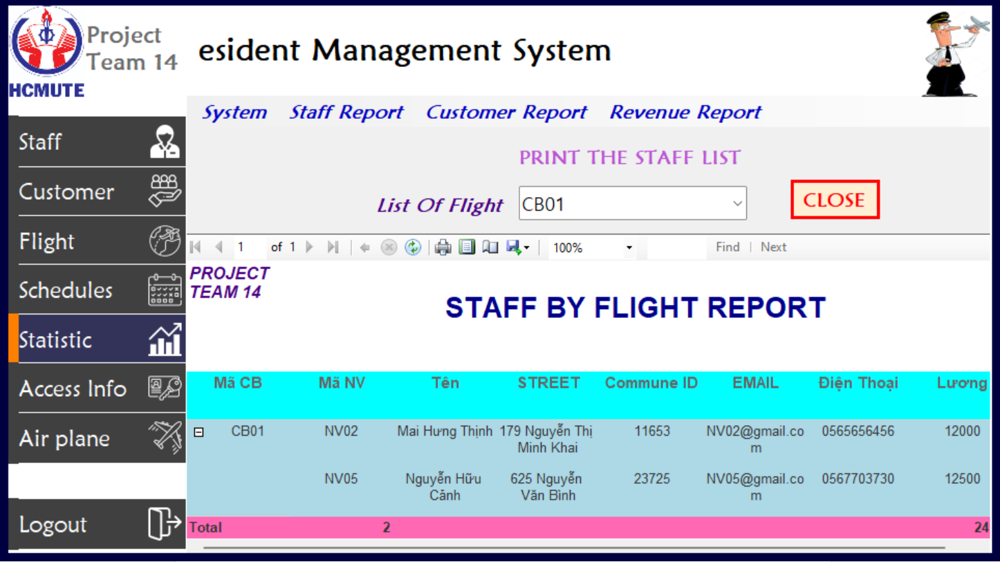 Project
Team 14
HCMUTE
esident Management System
System Staff Report Customer Report Revenue Report
Staff
Customer
Flight
Schedules
Statistic
Access Info
Air plane
Logout
PRINT THE STAFF LIST
List Of Flight CB01 CLOSE
1 of 1 100% Find | Next
PROJECT
TEAM 14
STAFF BY FLIGHT REPORT
Mã CB Mã NV Tên STREET Commune ID EMAIL Điện Thoại Lương
CB01 NV02 Mai Hưng Thịnh 179 Nguyễn Thị 11653 NV02@gmail.co 0565656456 12000
Minh Khai m
NV05 Nguyễn Hữu 625 Nguyễn 23725 NV05@gmail.co 0567703730 12500
Cảnh Văn Bình m
Total 2 24